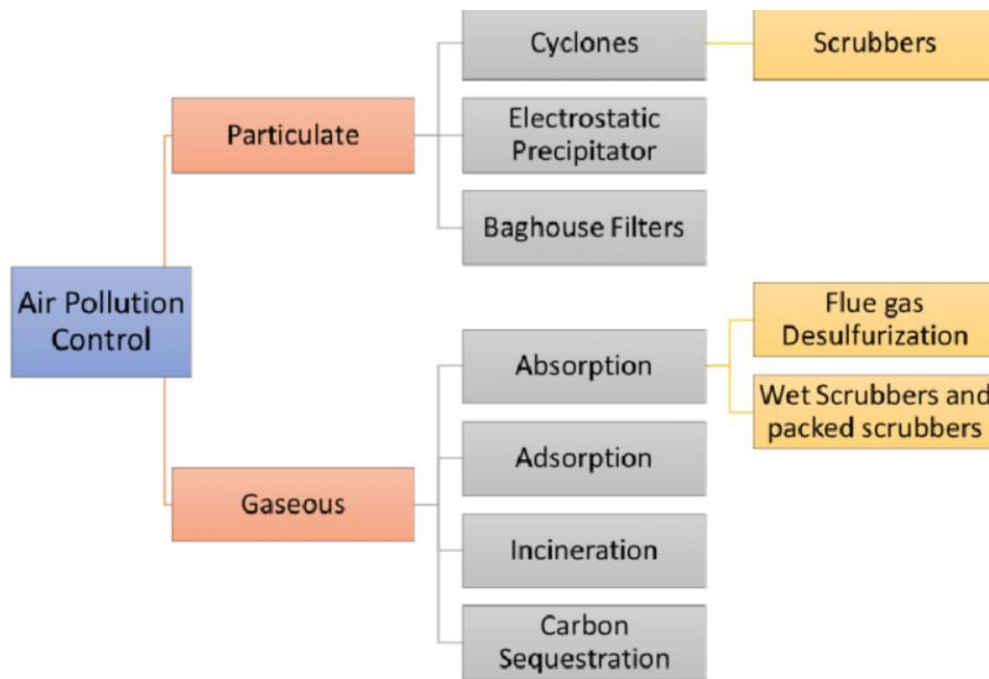 Cyclones
Scrubbers
Particulate
Electrostatic
Precipitator
Baghouse Filters
Air Pollution
Control
Flue gas
Desulfurization
Absorption
Wet Scrubbers and
packed scrubbers
Adsorption
Gaseous
Incineration
Carbon
Sequestration